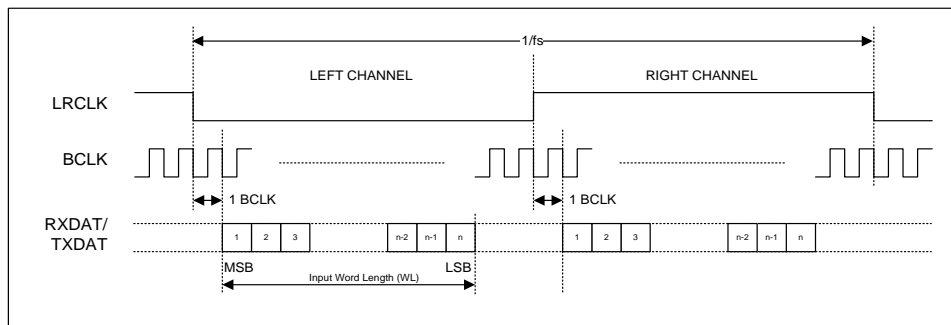 1/fs
LEFT CHANNEL
RIGHT CHANNEL
LRCLK
BCLK
1 BCLK
1 BCLK
RXDAT/
TXDAT
1 2 3 n-2 n-1 n
1 2 3 n-2 n-1 n
MSB
LSB
Input Word Length (WL)